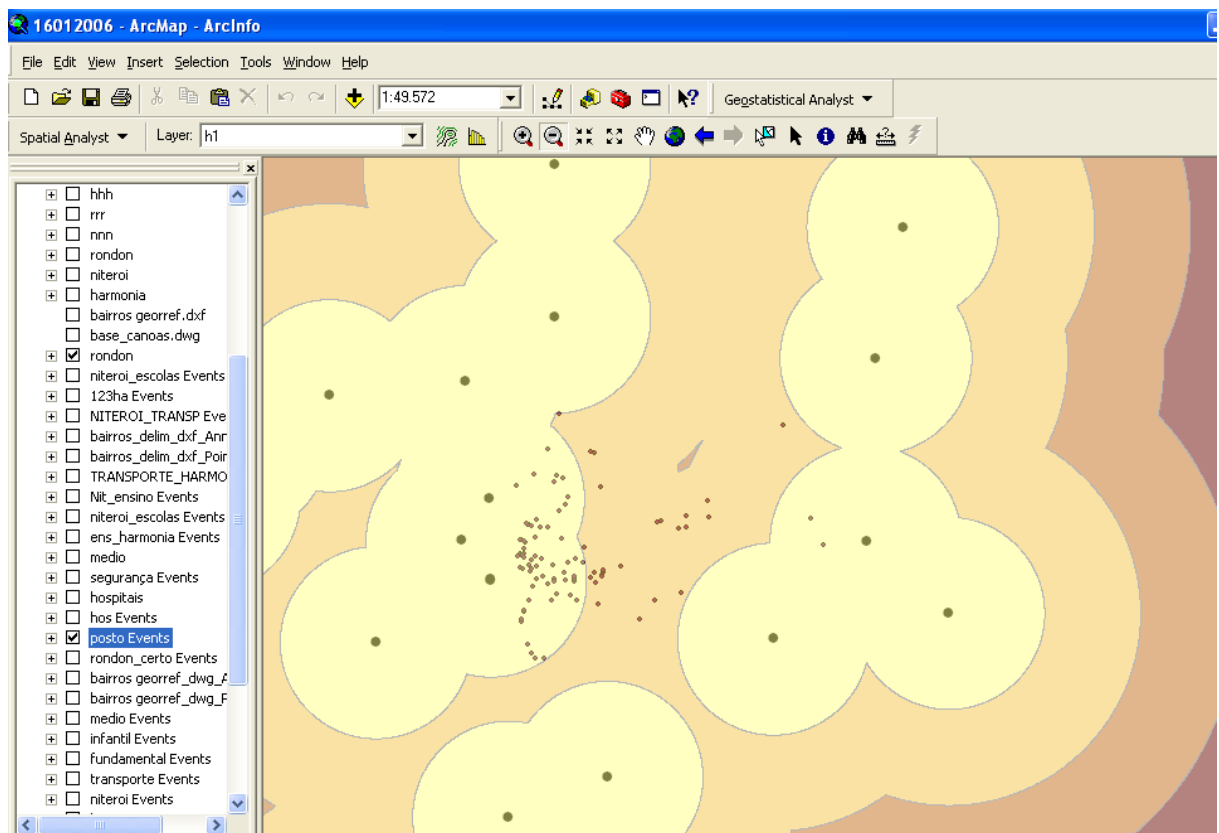 16012006 - ArcMap - ArcInfo
File Edit View Insert Selection Tools Window Help
1:49.572 Geostatistical Analyst
Spatial Analyst Layer: h1
hhh
rrr
nnn
rondon
niteroi
harmonia
bairros georref.dxf
base_canoas.dwg
rondon
niteroi_escolas Events
123ha Events
NITEROI_TRANSP Eve
bairros_delim_dxf_Anr
bairros_delim_dxf_Poir
TRANSPORTE_HARMO
Nit_ensino Events
niteroi_escolas Events
ens_harmonia Events
medio
segurança Events
hospitais
hos Events
posto Events
rondon_certo Events
bairros georref_dwg_A
bairros georref_dwg_F
medio Events
infantil Events
fundamental Events
transporte Events
niteroi Events